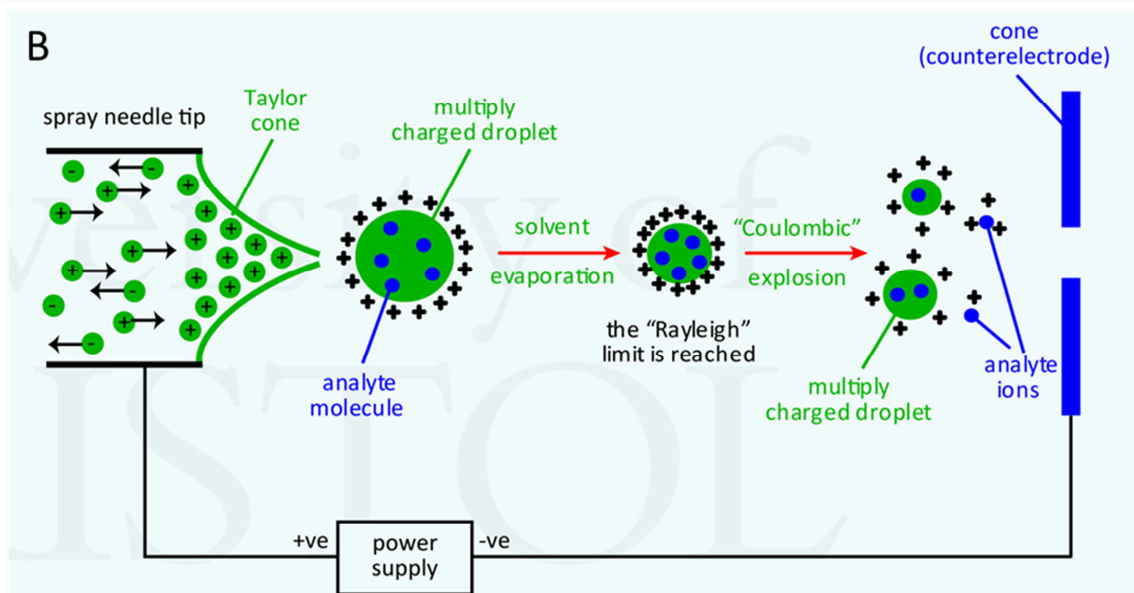 B
spray needle tip
Taylor
cone
multiply
charged droplet
cone
(counterelectrode)
solvent
evaporation
"Coulombic"
explosion
the "Rayleigh"
limit is reached
analyte
molecule
multiply
charged droplet
analyte
ions
+ve
power
supply
-ve